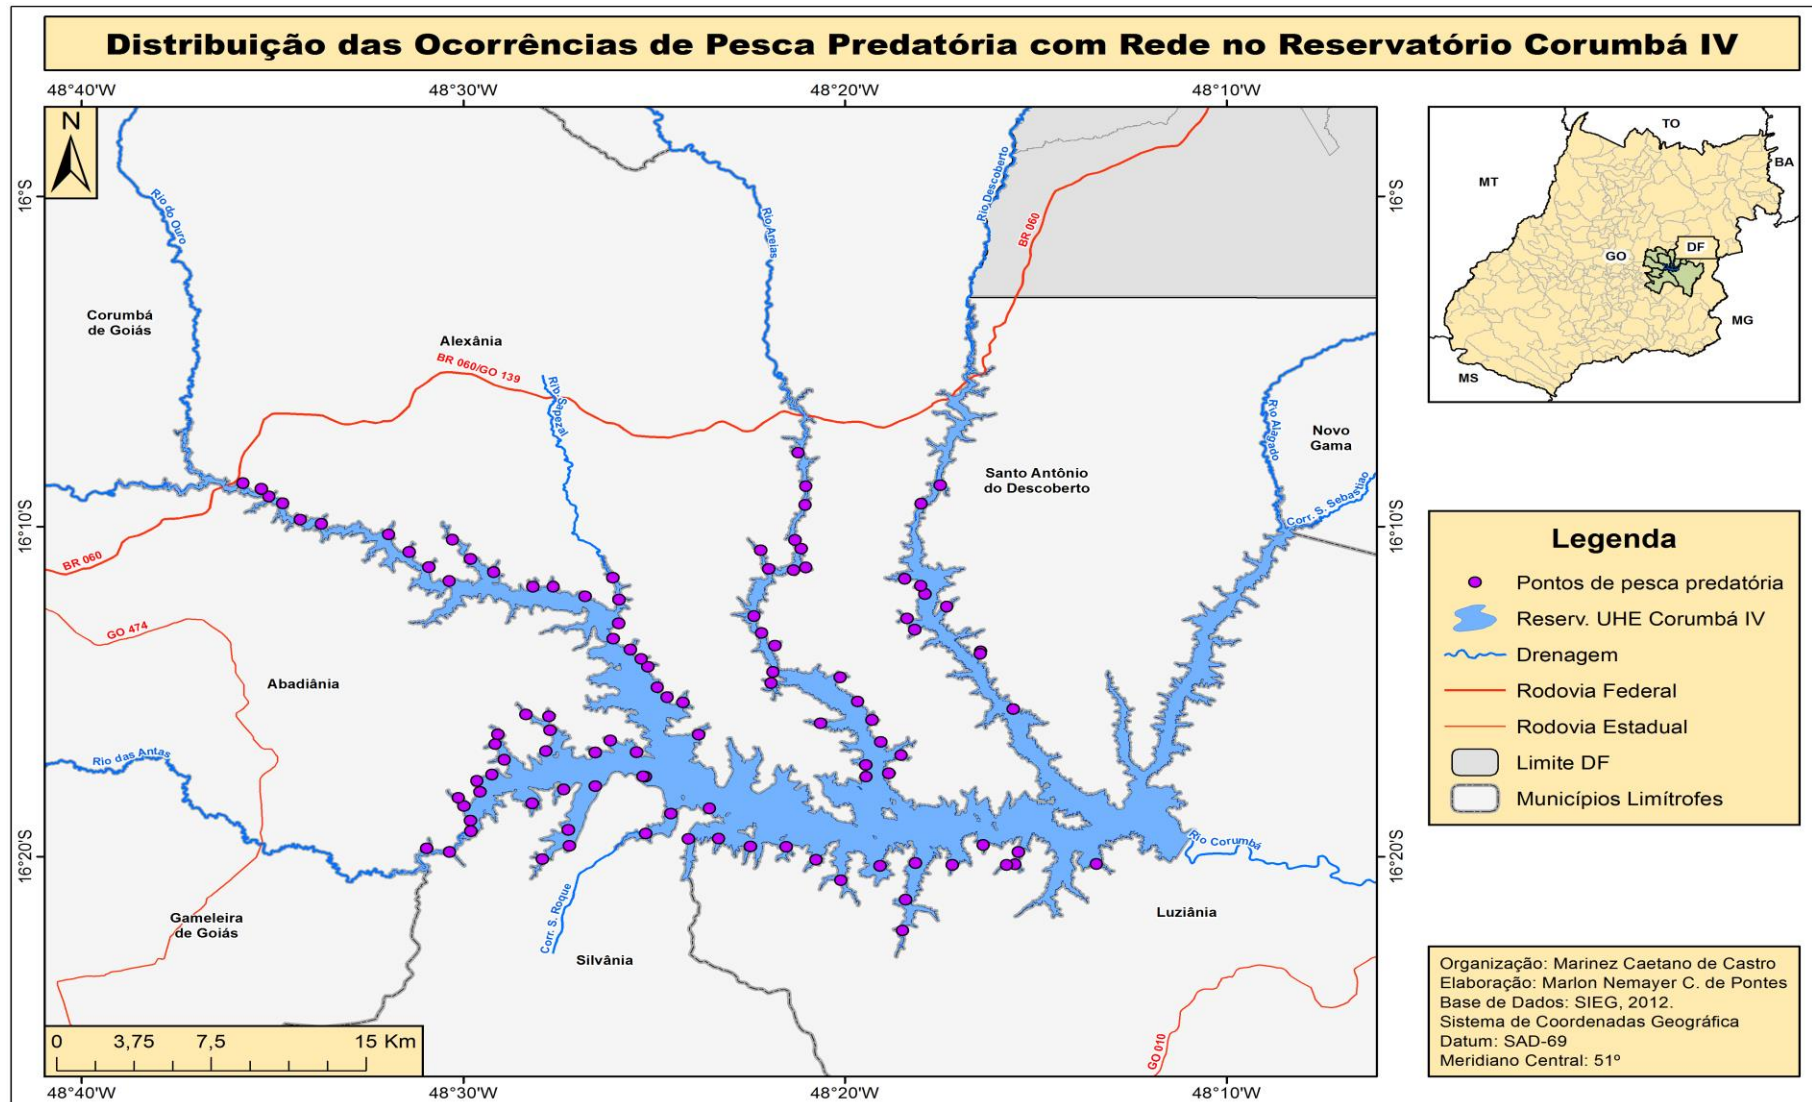 Distribuição das Ocorrências de Pesca Predatória com Rede no Reservatório Corumbá IV
48°40'W
48°30'W
48°20'W
48°10'W
N
16°S
16°S
Rio do Ouro
Rio Areias
Rio Descoberto
BR 060
Corumbá
de Goiás
Alexânia
BR 060/GO 139
Rib. Sapezal
Rio Alagado
Novo
Gama
Santo Antônio
do Descoberto
Corr. S. Sebastião
16°10'S
16°10'S
BR 060
GO 474
Abadiânia
Rio das Antas
Rio Corumbá
16°20'S
16°20'S
Corr. S. Roque
Gameleira
de Goiás
Silvânia
Luziânia
GO 010
0
3,75
7,5
15 Km
48°40'W
48°30'W
48°20'W
48°10'W
TO
BA
MT
DF
GO
MG
MS
Legenda
Pontos de pesca predatória
Reserv. UHE Corumbá IV
Drenagem
Rodovia Federal
Rodovia Estadual
Limite DF
Municípios Limítrofes
Organização: Marinez Caetano de Castro
Elaboração: Marlon Nemayer C. de Pontes
Base de Dados: SIEG, 2012.
Sistema de Coordenadas Geográfica
Datum: SAD-69
Meridiano Central: 51º